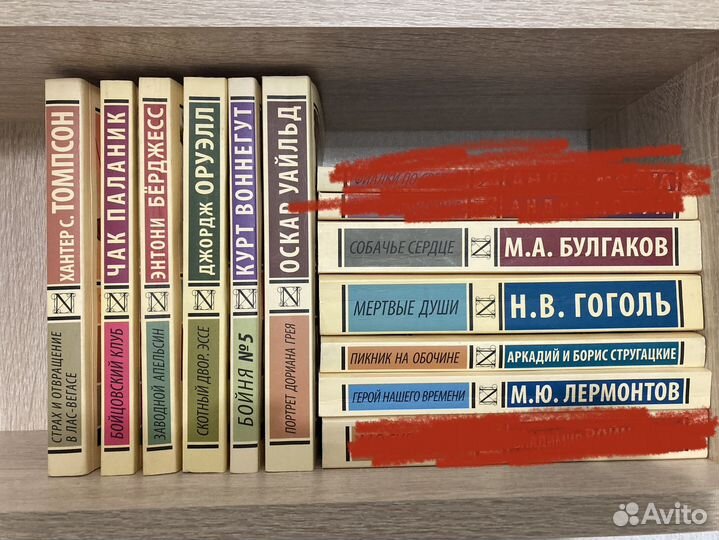 ХАНТЕР С. ТОМПСОН
СТРАХ И ОТВРАЩЕНИЕ
В ЛАС-ВЕГАСЕ
ЧАК ПАЛАНИК
БОЙЦОВСКИЙ КЛУБ
ЭНТОНИ БЁРДЖЕСС
ЗАВОДНОЙ АПЕЛЬСИН
ДЖОРДЖ ОРУЭЛЛ
СКОТНЫЙ ДВОР. ЭССЕ
КУРТ ВОННЕГУТ
БОЙНЯ №5
ОСКАР УАЙЛЬД
ПОРТРЕТ ДОРИАНА ГРЕЯ
СОБАЧЬЕ СЕРДЦЕ М.А. БУЛГАКОВ
МЕРТВЫЕ ДУШИ Н.В. ГОГОЛЬ
ПИКНИК НА ОБОЧИНЕ АРКАДИЙ И БОРИС СТРУГАЦКИЕ
ГЕРОЙ НАШЕГО ВРЕМЕНИ М.Ю. ЛЕРМОНТОВ
Avito